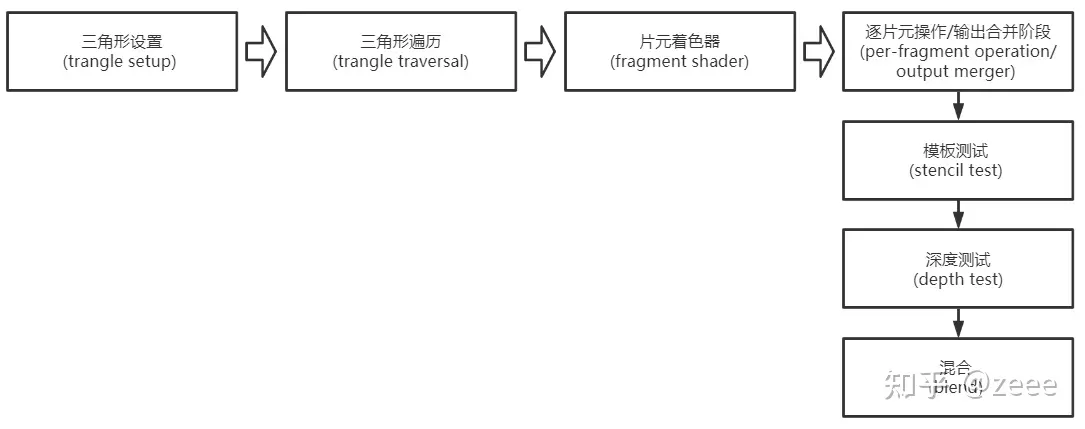 三角形设置
(trangle setup)
三角形遍历
(trangle traversal)
片元着色器
(fragment shader)
逐片元操作/输出合并阶段
(per-fragment operation/
output merger)
模板测试
(stencil test)
深度测试
(depth test)
混合
(blend)
知乎 @zeee